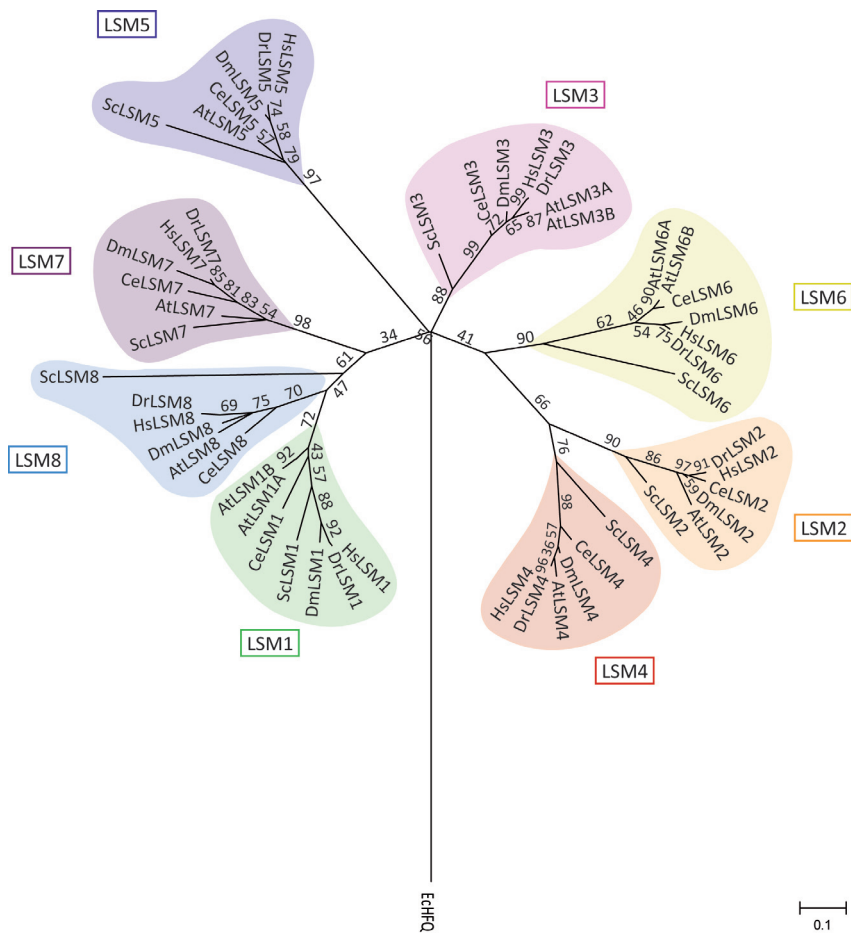 LSM5
HsLSM5
DrLSM5
DmLSM5
CeLSM5
AtLSM5
ScLSM5
74
58
57
79
97
LSM3
ScLSM3
CeLSM3
DmLSM3
HsLSM3
DrLSM3
AtLSM3A
AtLSM3B
99
72
65
87
99
88
LSM7
DrLSM7
HsLSM7
DmLSM7
CeLSM7
AtLSM7
ScLSM7
85
81
83
54
98
LSM6
AtLSM6A
AtLSM6B
CeLSM6
DmLSM6
HsLSM6
DrLSM6
ScLSM6
90
46
62
54
75
90
34
56
41
61
47
66
LSM8
ScLSM8
DrLSM8
HsLSM8
DmLSM8
AtLSM8
CeLSM8
69
75
70
LSM2
DrLSM2
HsLSM2
CeLSM2
DmLSM2
AtLSM2
ScLSM2
90
86
97
91
59
LSM1
AtLSM1B
AtLSM1A
CeLSM1
ScLSM1
DmLSM1
DrLSM1
HsLSM1
72
92
43
57
88
92
LSM4
HsLSM4
DrLSM4
AtLSM4
DmLSM4
CeLSM4
ScLSM4
76
98
57
36
96
EcHFQ
0.1